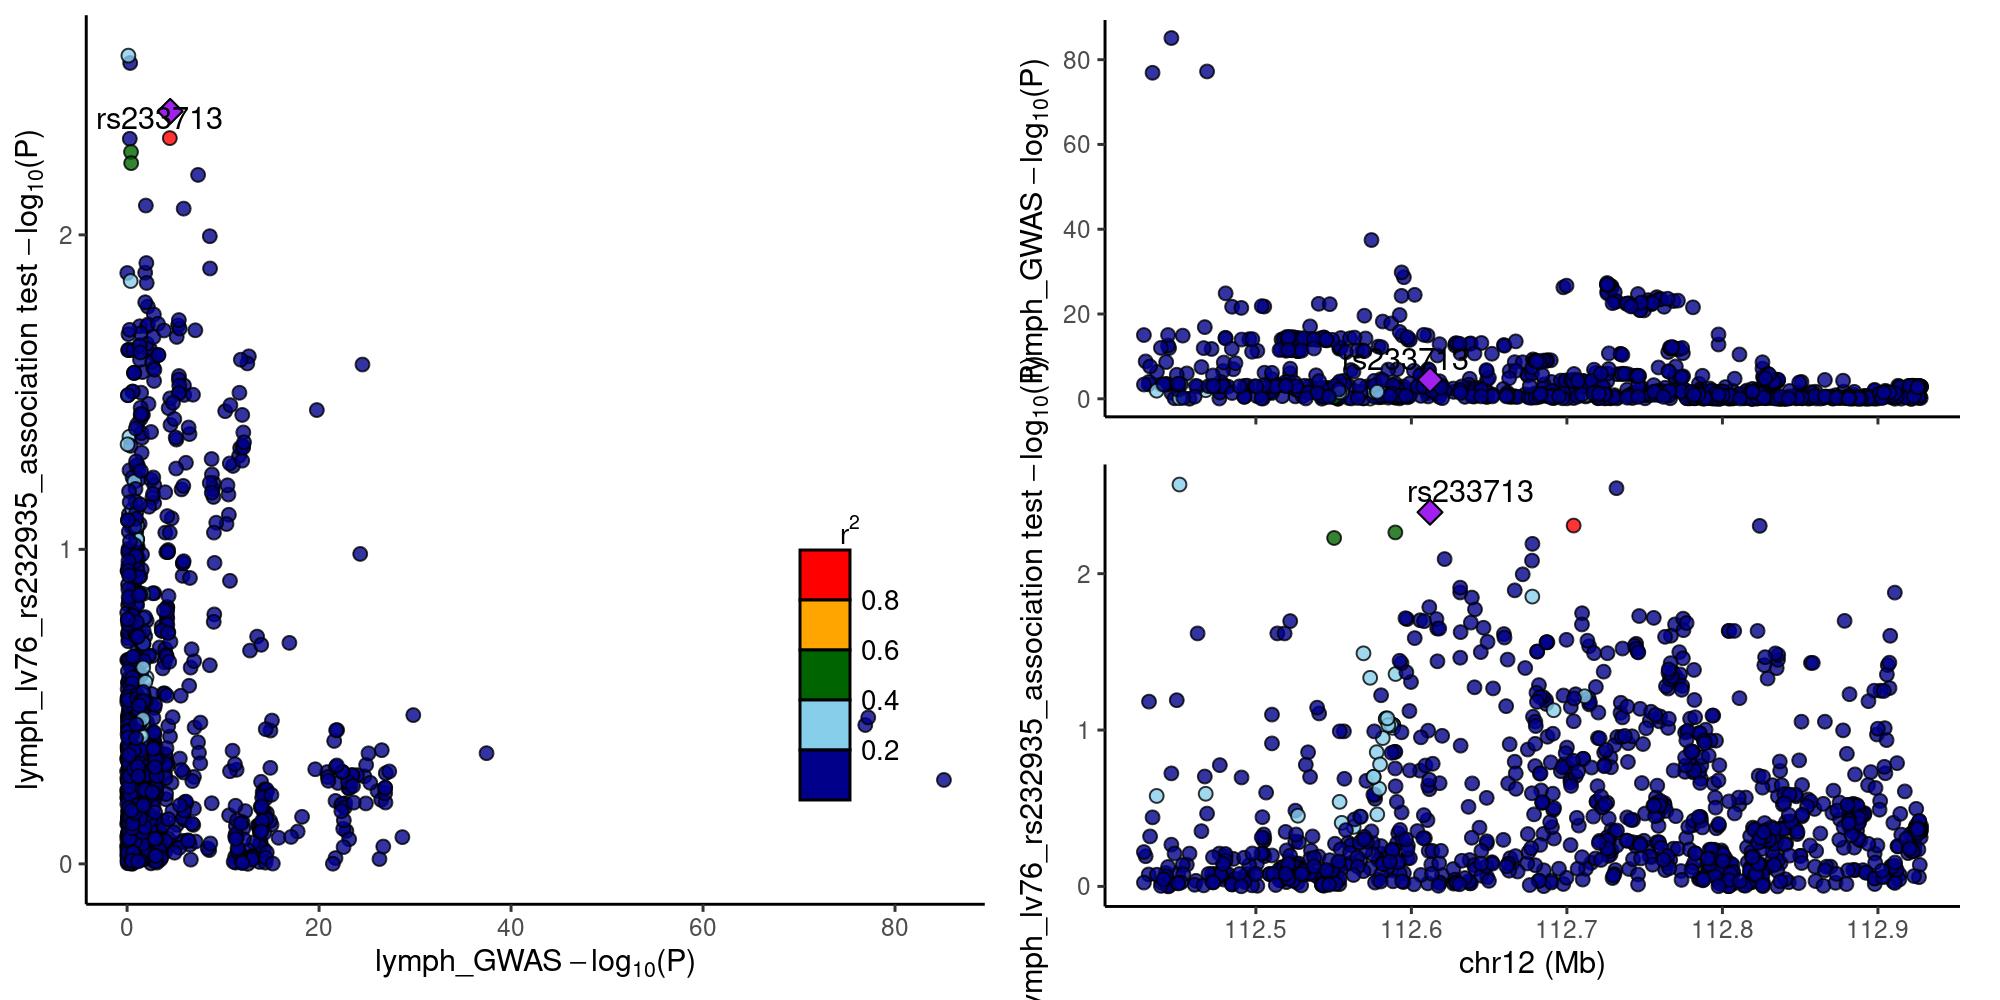 lymph_lv76_rs232935_association test −log10(P)
2
1
0
rs233713
r2
0.8
0.6
0.4
0.2
0
20
40
60
80
lymph_GWAS −log10(P)
lymph_GWAS −log10(P)
80
60
40
20
0
rs233713
ymph_lv76_rs232935_association test −log10(P)
2
1
0
rs233713
112.5
112.6
112.7
112.8
112.9
chr12 (Mb)